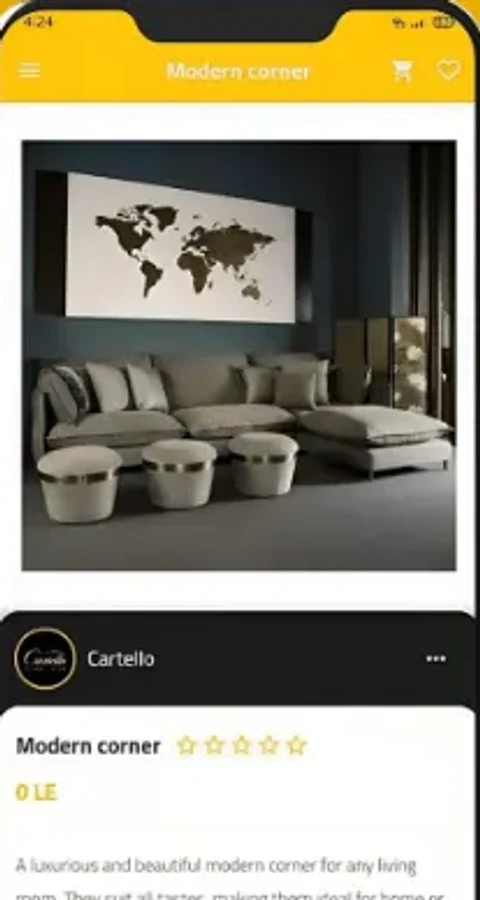 4:24
Modern corner
Cartello
Cartello
Modern corner
0 LE
A luxurious and beautiful modern corner for any living
room. They suit all tastes, making them ideal for home or